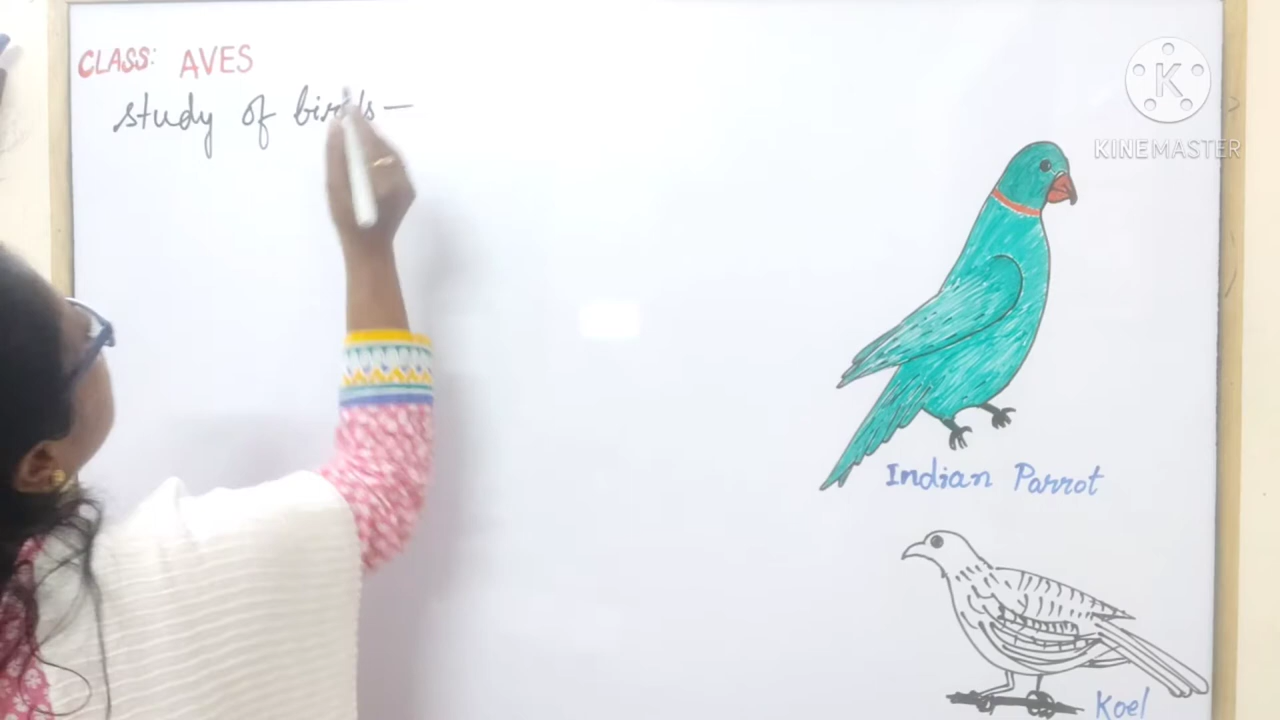 CLASS: AVES
study of birds —
K
KINEMASTER
Indian Parrot
Koel